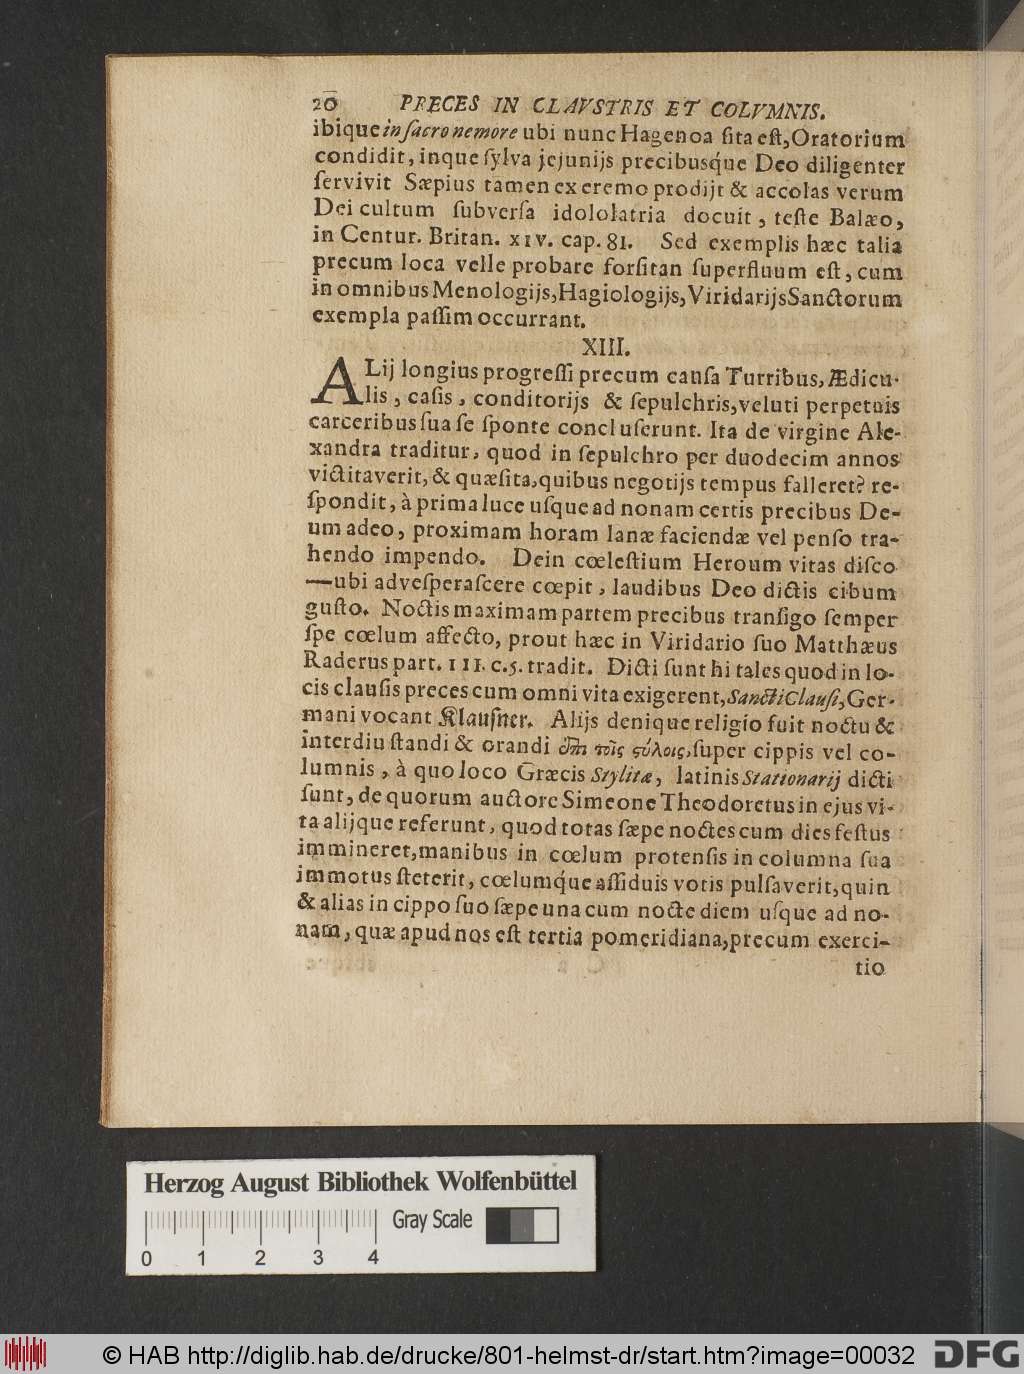 20 PRECES IN CLAVSTRIS ET COLVMNIS.
ibique in ſacro nemore ubi nunc Hagenoa ſita eſt, Oratorium
condidit, inque ſylva jejunijs precibusq́ue Deo diligenter
ſervivit Sæpius tamen ex eremo prodijt & accolas verum
Dei cultum ſubverſa idololatria docuit, teſte Balæo,
in Centur. Britan. XIV. cap. 81. Sed exemplis hæc talia
precum loca velle probare forſitan ſuperfluum eſt, cum
in omnibus Menologijs, Hagiologijs, Viridarijs Sanctorum
exempla paſſim occurrant.
XIII.
ALij longius progreſſi precum cauſa Turribus, Ædicu-
lis, caſis, conditorijs & ſepulchris, veluti perpetuis
carceribus ſua ſe ſponte concluſerunt. Ita de virgine Ale-
xandra traditur, quod in ſepulchro per duodecim annos
victitaverit, & quæſita, quibus negotijs tempus falleret? re-
ſpondit, à prima luce uſque ad nonam certis precibus De-
um adeo, proximam horam lanæ faciendæ vel penſo tra-
hendo impendo. Dein cœleſtium Heroum vitas diſco
—ubi adveſperaſcere cœpit, laudibus Deo dictis cibum
guſto. Noctis maximam partem precibus tranſigo ſemper
ſpe cœlum affecto, prout hæc in Viridario ſuo Matthæus
Raderus part. III. c. 5. tradit. Dicti ſunt hi tales quod in lo-
cis clauſis preces cum omni vita exigerent, Sancti Clauſi, Ger-
mani vocant Klauſner. Alijs denique religio fuit noctu &
interdiu ſtandi & orandi ἐπὶ τοῖς ςύλοις, ſuper cippis vel co-
lumnis, à quo loco Græcis Stylitæ, latinis Stationarij dicti
ſunt, de quorum auctore Simeone Theodoretus in ejus vi-
ta alijque referunt, quod totas ſæpe noctes cum dies feſtus
immineret, manibus in cœlum protenſis in columna ſua
immotus ſteterit, cœlumq́ue aſſiduis votis pulſaverit, quin
& alias in cippo ſuo ſæpe una cum nocte diem uſque ad no-
nam, quæ apud nos eſt tertia pomeridiana, precum exerci-
tio
Herzog August Bibliothek Wolfenbüttel
Gray Scale
0 1 2 3 4
© HAB http://diglib.hab.de/drucke/801-helmst-dr/start.htm?image=00032
DFG